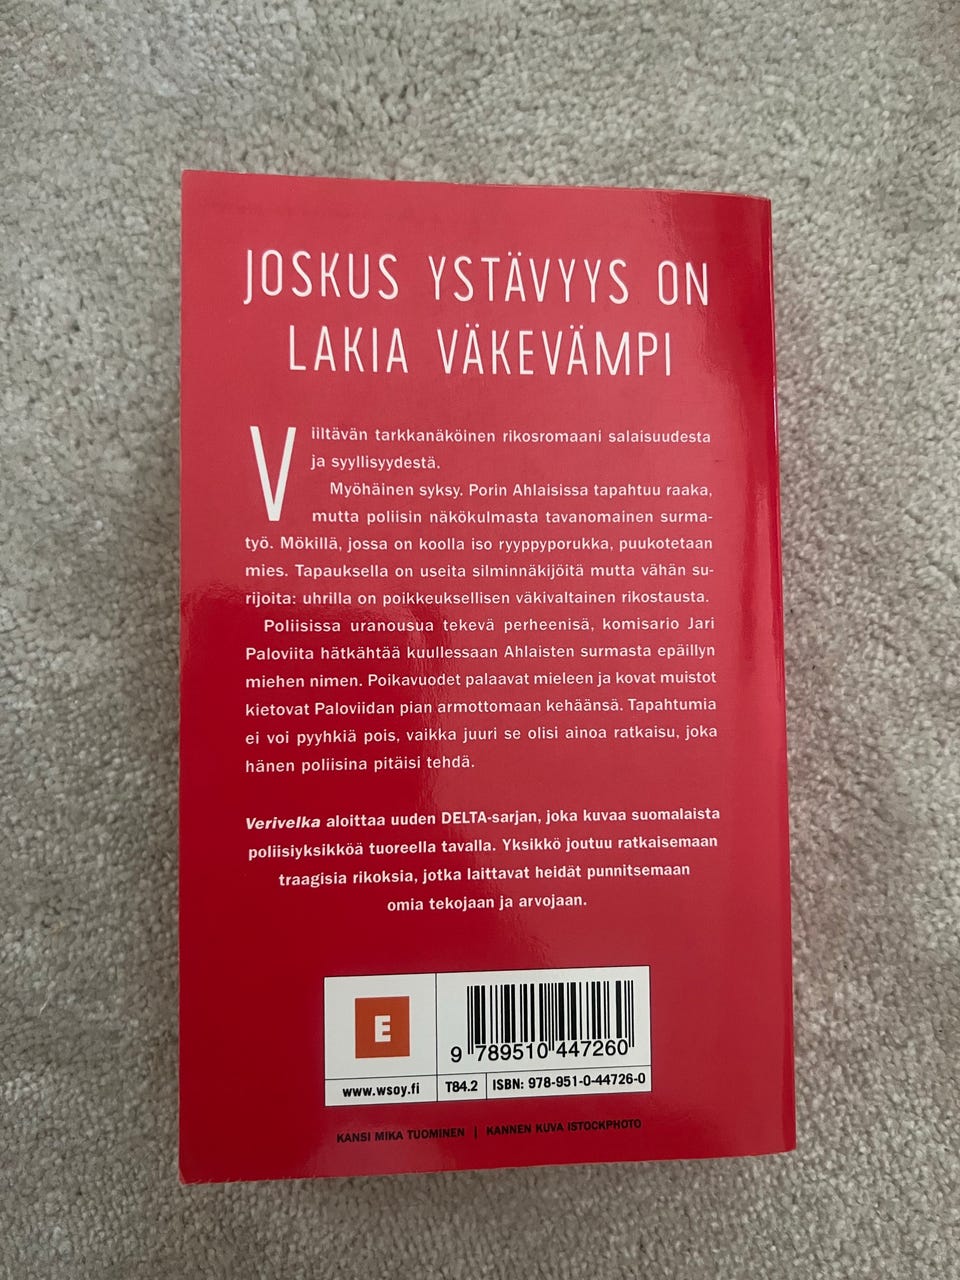 JOSKUS YSTÄVYYS ON
LAKIA VÄKEVÄMPI
Viiltävän tarkkanäköinen rikosromaani salaisuudesta
ja syyllisyydestä.
Myöhäinen syksy. Porin Ahlaisissa tapahtuu raaka,
mutta poliisin näkökulmasta tavanomainen surma-
työ. Mökillä, jossa on koolla iso ryyppyporukka, puukotetaan
mies. Tapauksella on useita silminnäkijöitä mutta vähän su-
rijoita: uhrilla on poikkeuksellisen väkivaltainen rikostausta.
Poliisissa uranousua tekevä perheenisä, komisario Jari
Paloviita hätkähtää kuullessaan Ahlaisten surmasta epäillyn
miehen nimen. Poikavuodet palaavat mieleen ja kovat muistot
kietovat Paloviidan pian armottomaan kehäänsä. Tapahtumia
ei voi pyyhkiä pois, vaikka juuri se olisi ainoa ratkaisu, joka
hänen poliisina pitäisi tehdä.
Verivelka aloittaa uuden DELTA-sarjan, joka kuvaa suomalaista
poliisiyksikköä tuoreella tavalla. Yksikkö joutuu ratkaisemaan
traagisia rikoksia, jotka laittavat heidät punnitsemaan
omia tekojaan ja arvojaan.
E
9 789510 447260
www.wsoy.fi
T84.2
ISBN: 978-951-0-44726-0
KANSI MIKA TUOMINEN | KANNEN KUVA ISTOCKPHOTO